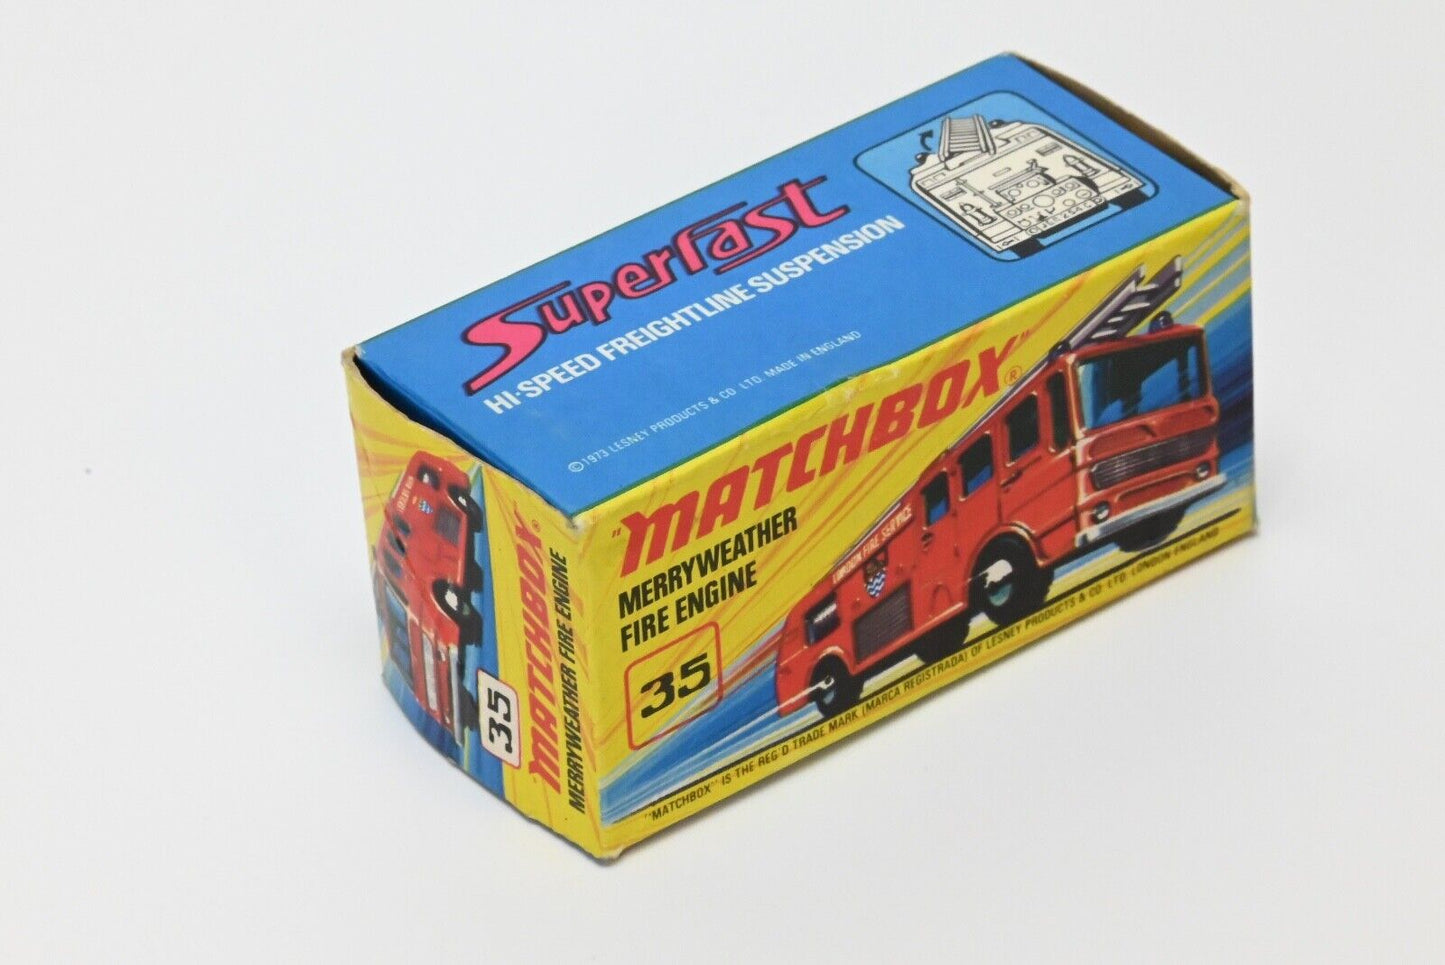 Superfast
HI-SPEED FREIGHTLINE SUSPENSION
©1973 LESNEY PRODUCTS & CO. LTD. MADE IN ENGLAND
"MATCHBOX"®
MERRYWEATHER
FIRE ENGINE
35
LONDON FIRE SERVICE
"MATCHBOX" IS THE REG'D TRADE MARK (MARCA REGISTRADA) OF LESNEY PRODUCTS & CO. LTD. LONDON ENGLAND
35
"MATCHBOX"®
MERRYWEATHER FIRE ENGINE